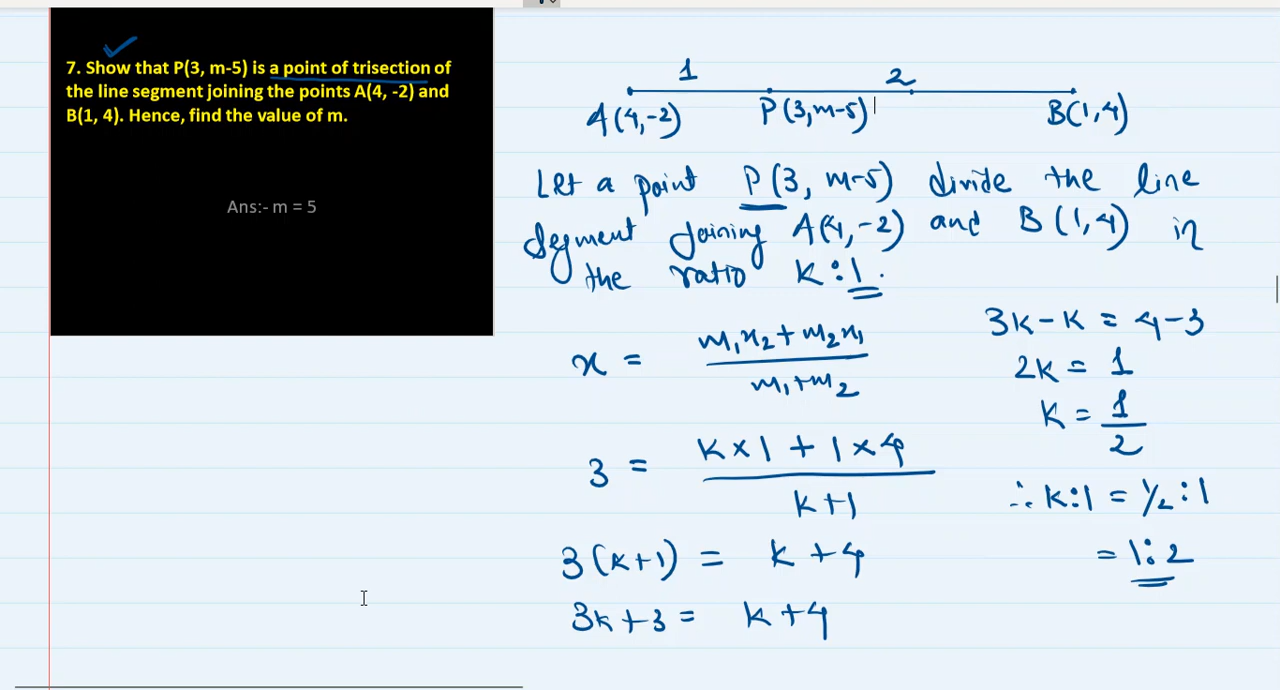 7. Show that P(3, m-5) is a point of trisection of
the line segment joining the points A(4, -2) and
B(1, 4). Hence, find the value of m.
Ans:- m = 5
1 2
A(4,-2) P(3,m-5) B(1,4)
Let a point P(3, m-5) divide the line
segment joining A(4,-2) and B(1,4) in
the ratio K:1.
x = m₁x₂+m₂x₁
m₁+m₂
3 = k×1 + 1×4
k+1
3(k+1) = k+4
3k+3 = k+4
3k-k = 4-3
2k = 1
k = 1
2
∴ k:1 = 1/2:1
= 1:2